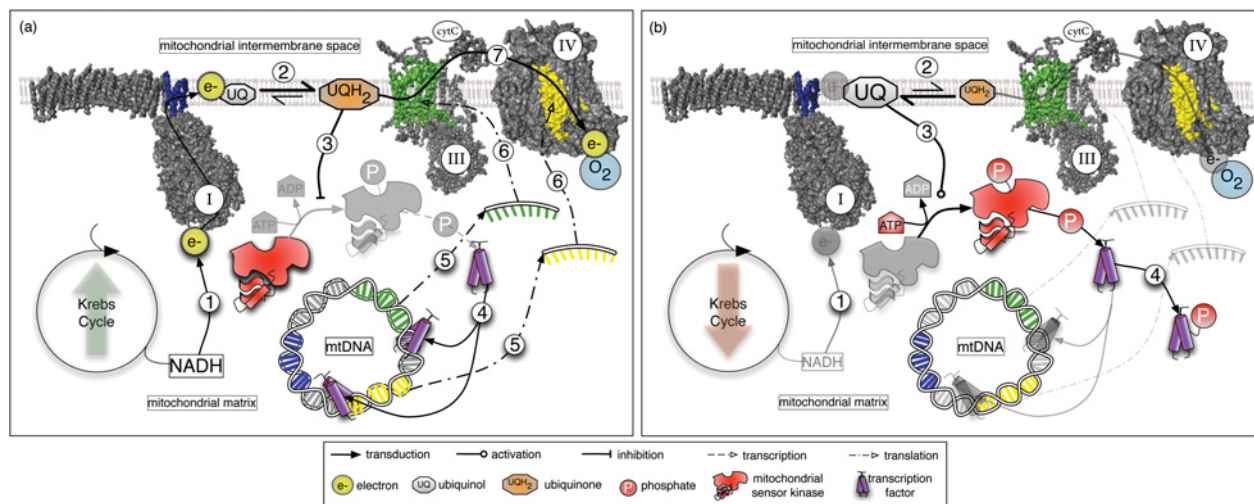 (a)
mitochondrial intermembrane space
cytC
IV
e-
UQ
2
UQH2
7
3
III
e-
O2
I
ADP
ATP
P
P
6
6
e-
Krebs
Cycle
1
NADH
5
4
5
mtDNA
mitochondrial matrix
(b)
mitochondrial intermembrane space
cytC
IV
e-
UQ
2
UQH2
3
III
e-
O2
I
ADP
ATP
P
P
e-
Krebs
Cycle
1
NADH
4
P
mtDNA
mitochondrial matrix
transduction
activation
inhibition
transcription
translation
e- electron
UQ ubiquinol
UQH2 ubiquinone
P phosphate
mitochondrial
sensor kinase
transcription
factor